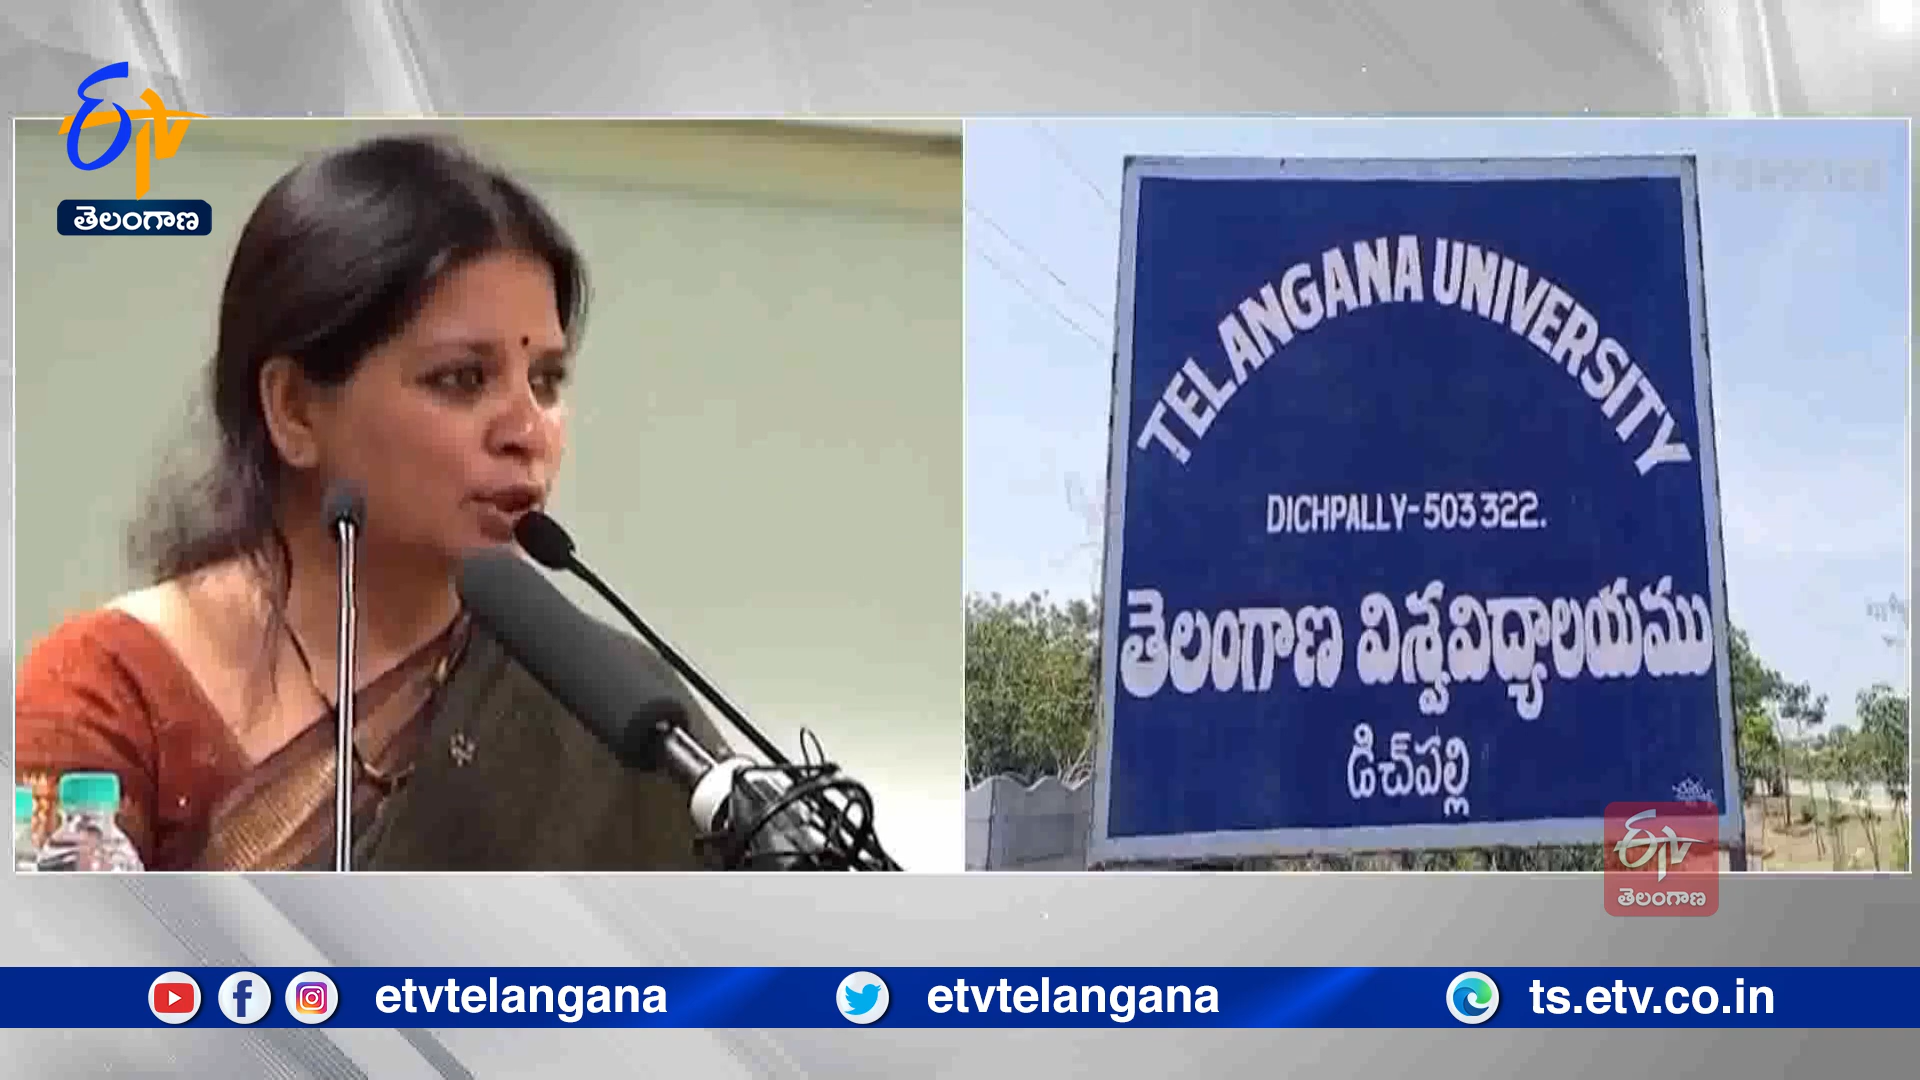 ETV
తెలంగాణ
TELANGANA UNIVERSITY
DICHPALLY-503 322.
తెలంగాణ విశ్వవిద్యాలయము
డిచ్‌పల్లి
ETV
తెలంగాణ
etvtelangana
etvtelangana
ts.etv.co.in